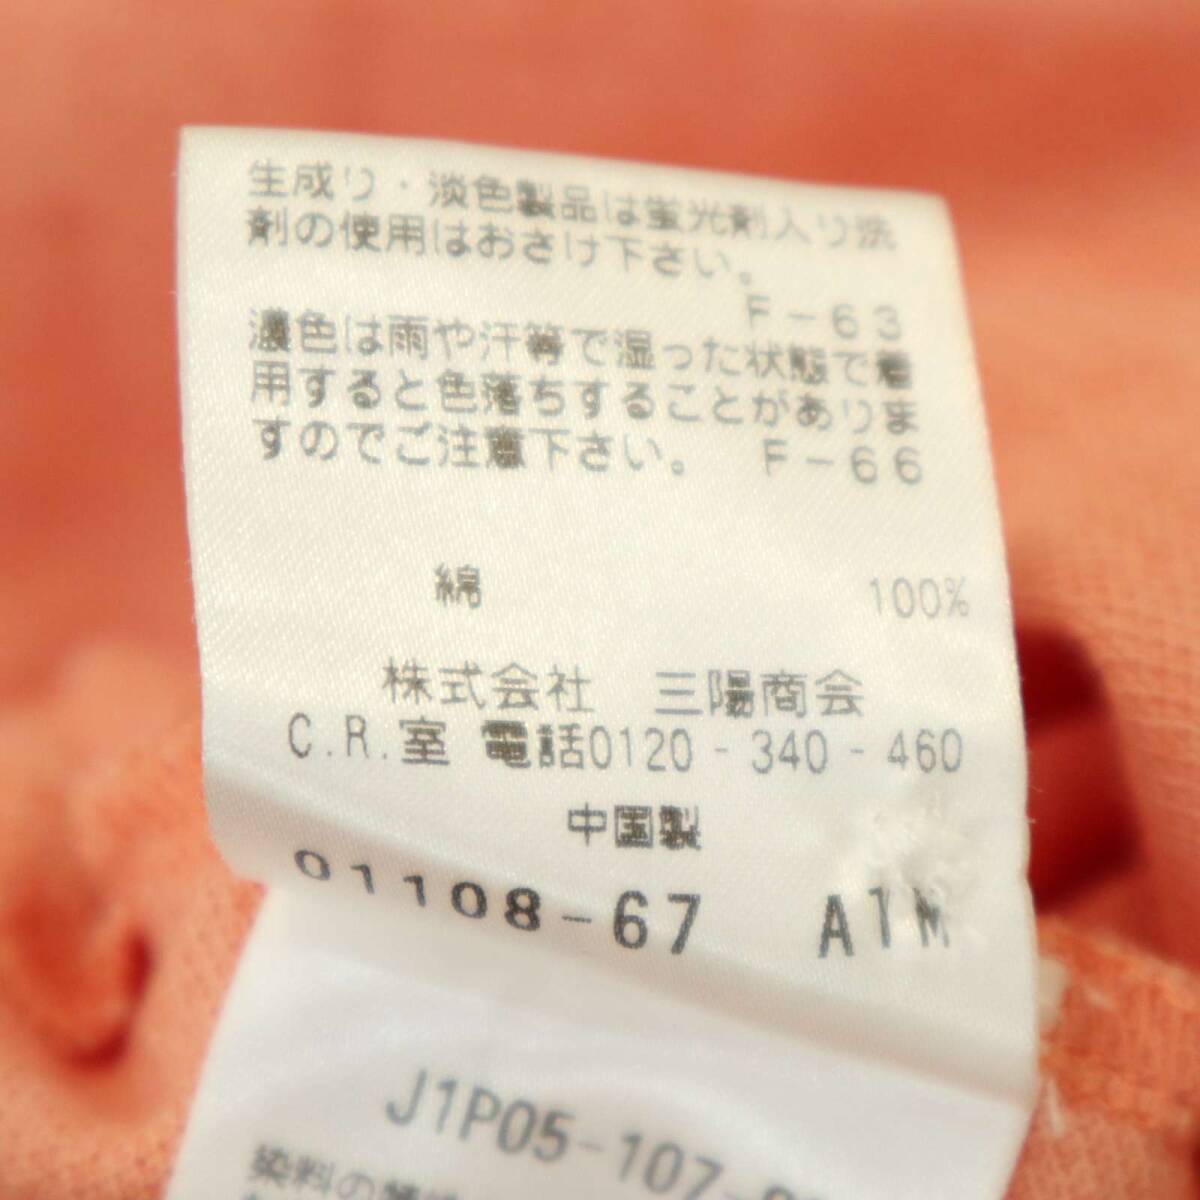 生成り・淡色製品は蛍光剤入り洗
剤の使用はおさけ下さい。
F-63
濃色は雨や汗等で湿った状態で着
用すると色落ちすることがありま
すのでご注意下さい。 F-66
綿 100%
株式会社 三陽商会
C.R.室 電話0120-340-460
中国製
01108-67 A1M
J1P05-107-
染料の特